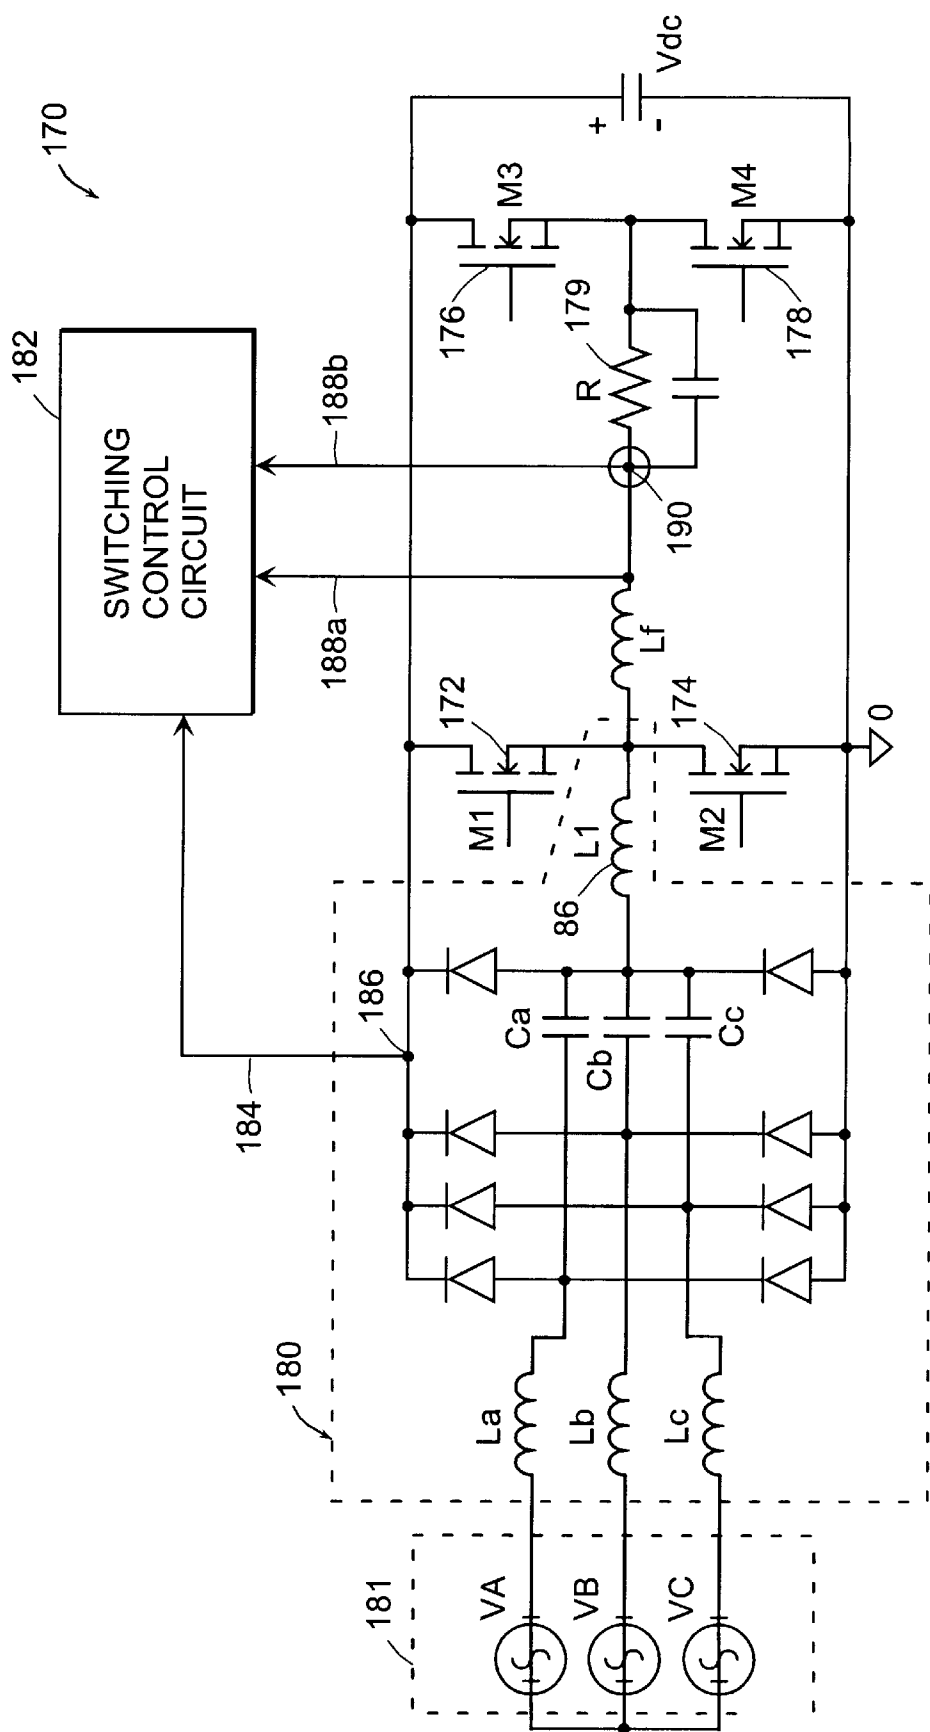 170
182
SWITCHING
CONTROL
CIRCUIT
184
186
188a
188b
180
181
VA
VB
VC
La
Lb
Lc
Ca
Cb
Cc
L1
86
M1
172
M2
174
0
Lf
190
R
179
M3
176
M4
178
+
-
Vdc